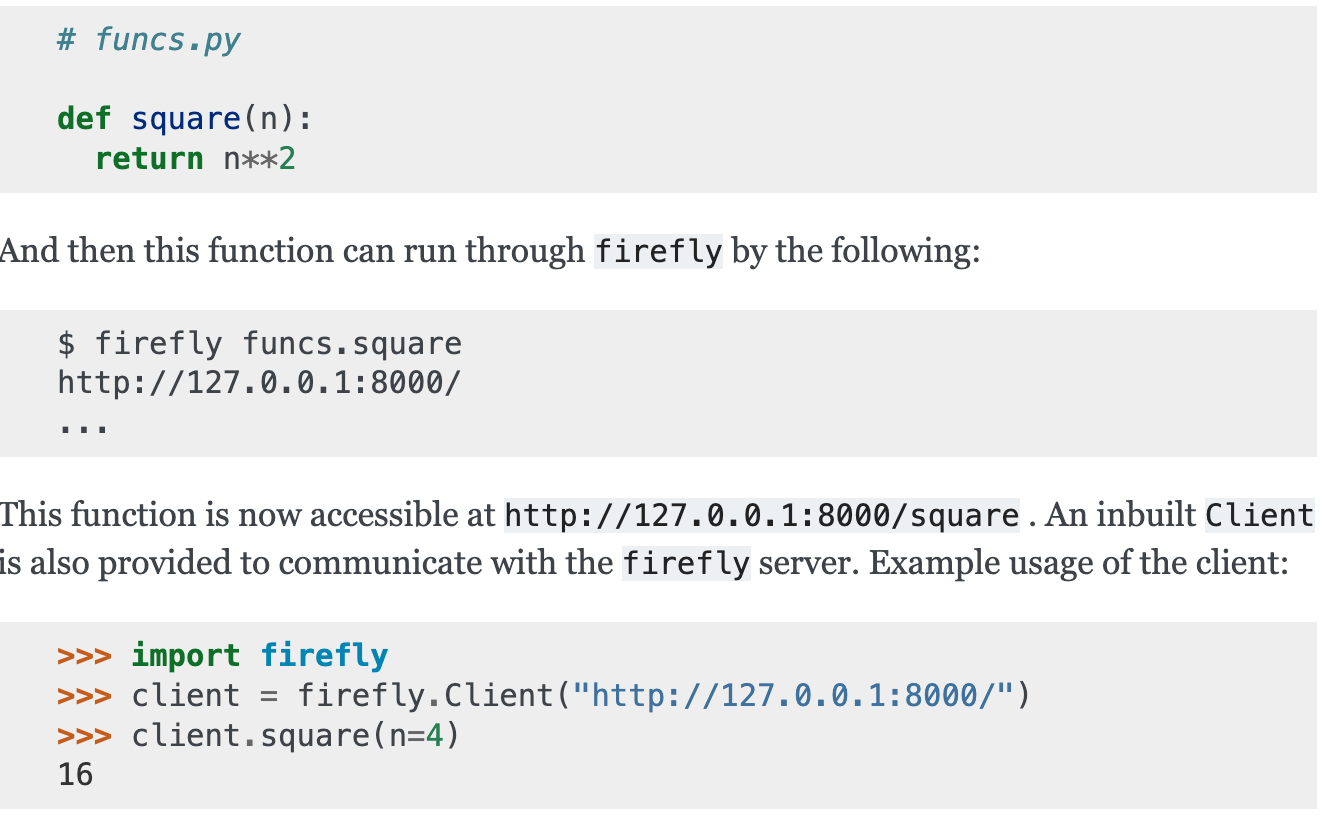 # funcs.py
def square(n):
  return n**2
And then this function can run through firefly by the following:
$ firefly funcs.square
http://127.0.0.1:8000/
...
This function is now accessible at http://127.0.0.1:8000/square . An inbuilt Client
is also provided to communicate with the firefly server. Example usage of the client:
>>> import firefly
>>> client = firefly.Client("http://127.0.0.1:8000/")
>>> client.square(n=4)
16